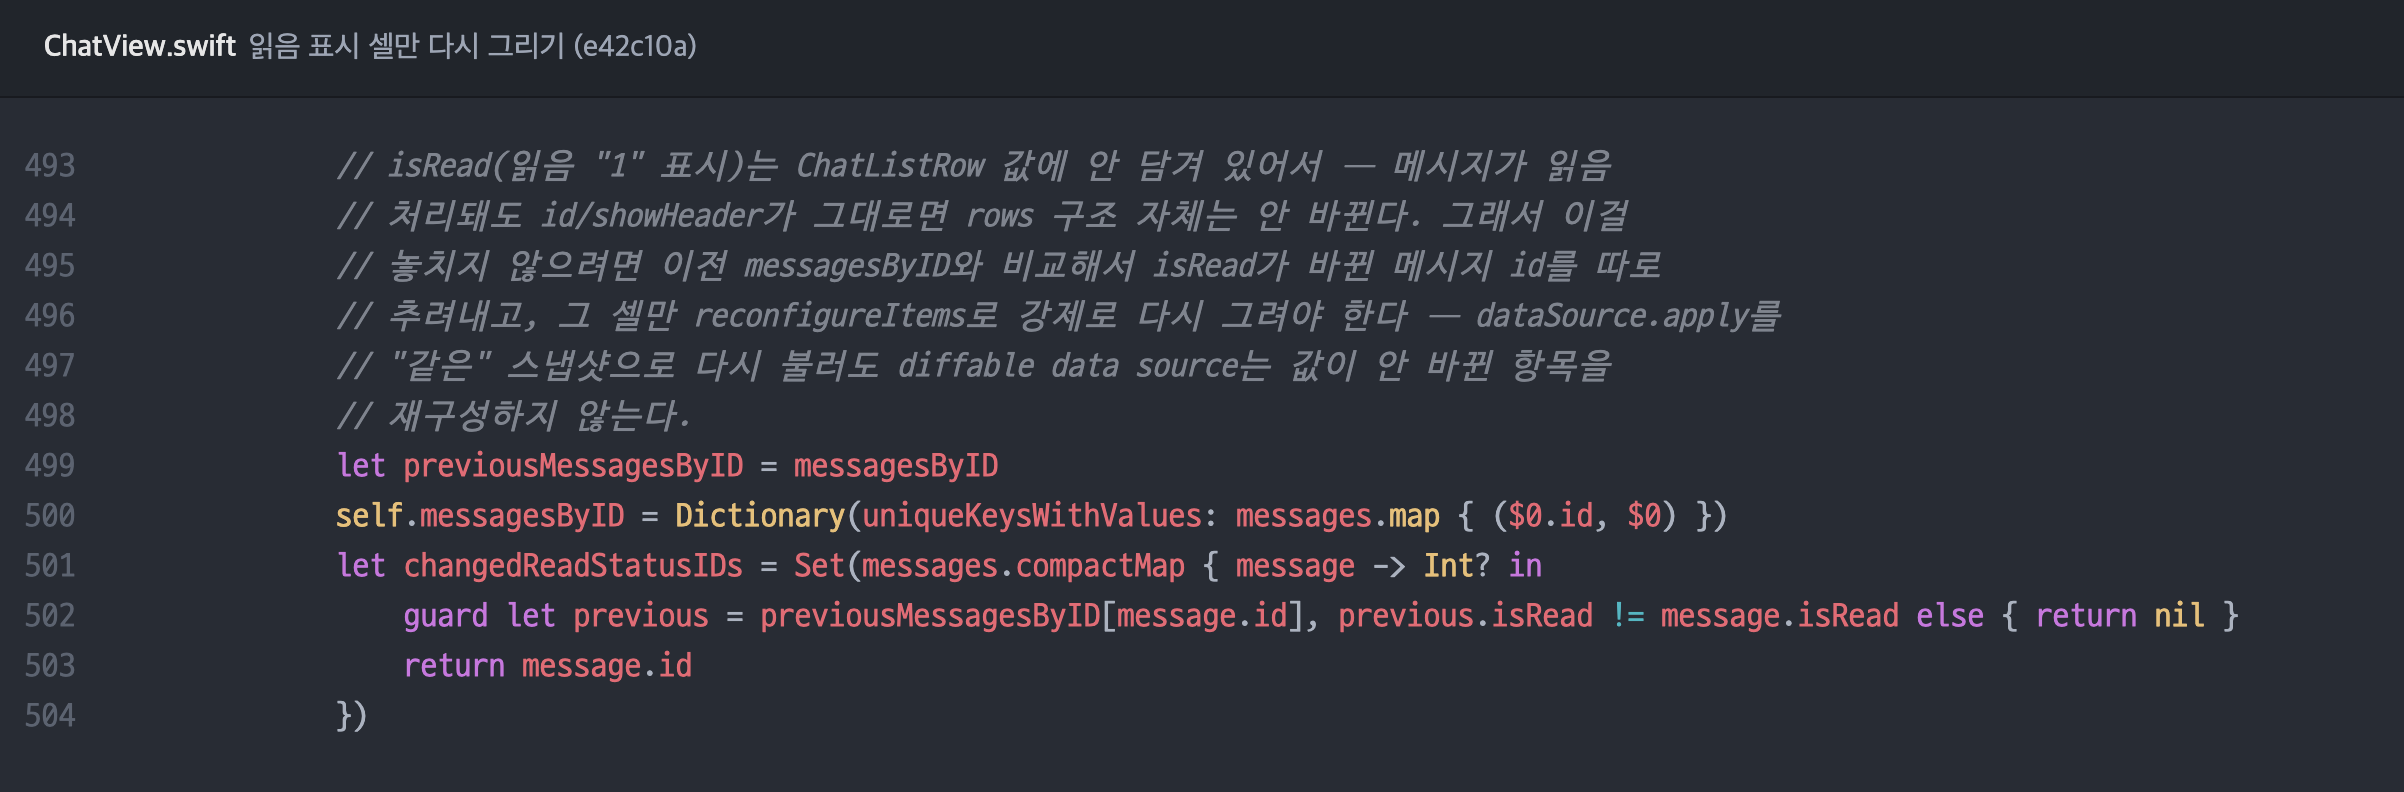 ChatView.swift 읽음 표시 셀만 다시 그리기 (e42c10a)
493 // isRead(읽음 "1" 표시)는 ChatListRow 값에 안 담겨 있어서 — 메시지가 읽음
494 // 처리돼도 id/showHeader가 그대로면 rows 구조 자체는 안 바뀐다. 그래서 이걸
495 // 놓치지 않으려면 이전 messagesByID와 비교해서 isRead가 바뀐 메시지 id를 따로
496 // 추려내고, 그 셀만 reconfigureItems로 강제로 다시 그려야 한다 — dataSource.apply를
497 // "같은" 스냅샷으로 다시 불러도 diffable data source는 값이 안 바뀐 항목을
498 // 재구성하지 않는다.
499 let previousMessagesByID = messagesByID
500 self.messagesByID = Dictionary(uniqueKeysWithValues: messages.map { ($0.id, $0) })
501 let changedReadStatusIDs = Set(messages.compactMap { message -> Int? in
502 guard let previous = previousMessagesByID[message.id], previous.isRead != message.isRead else { return nil }
503 return message.id
504 })